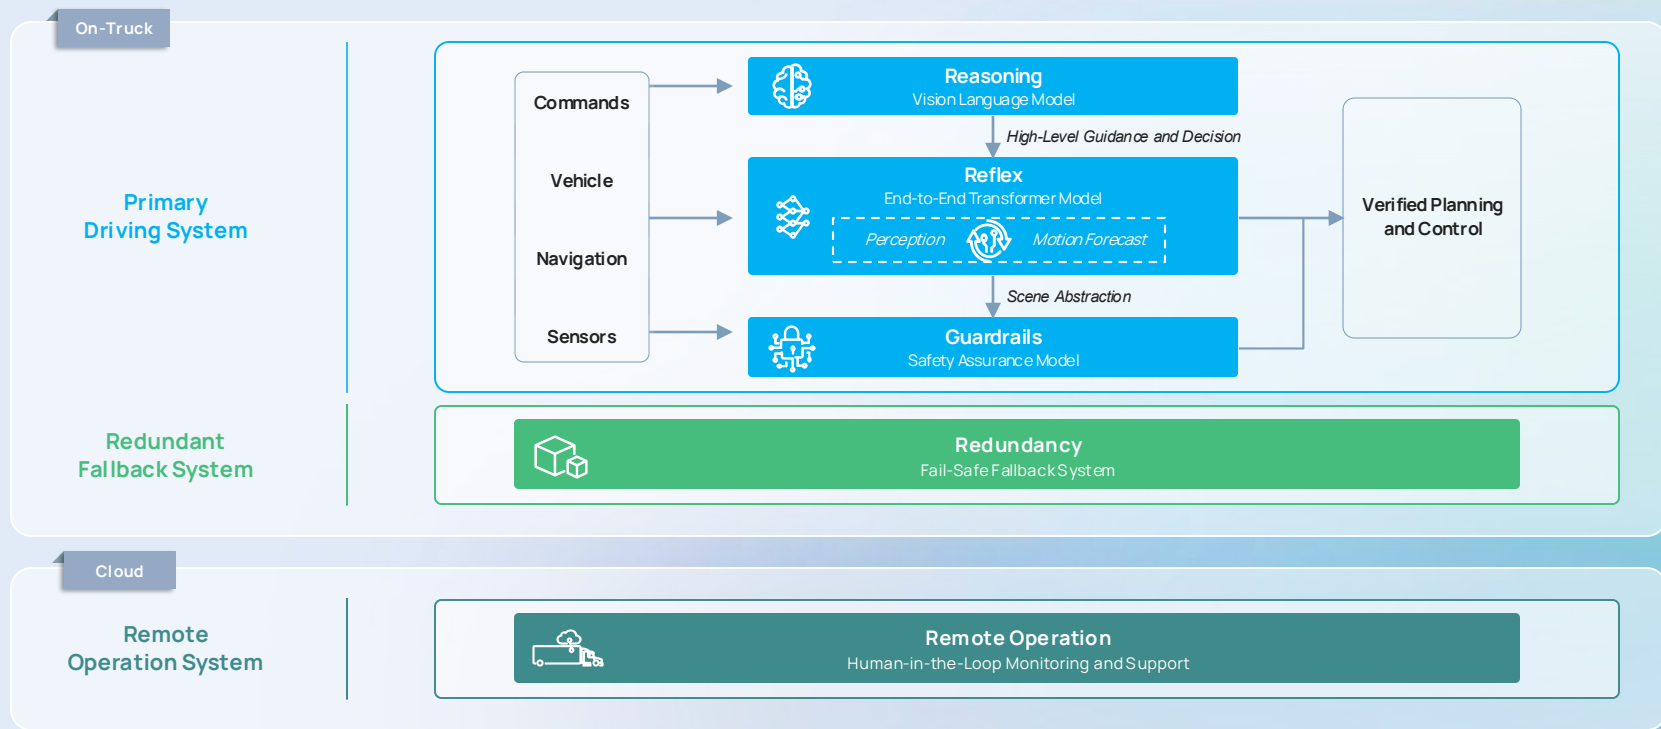 On-Truck
Primary
Driving System
Commands
Vehicle
Navigation
Sensors
Reasoning
Vision Language Model
High-Level Guidance and Decision
Reflex
End-to-End Transformer Model
Perception
Motion Forecast
Scene Abstraction
Guardrails
Safety Assurance Model
Verified Planning
and Control
Redundant
Fallback System
Redundancy
Fail-Safe Fallback System
Cloud
Remote
Operation System
Remote Operation
Human-in-the-Loop Monitoring and Support